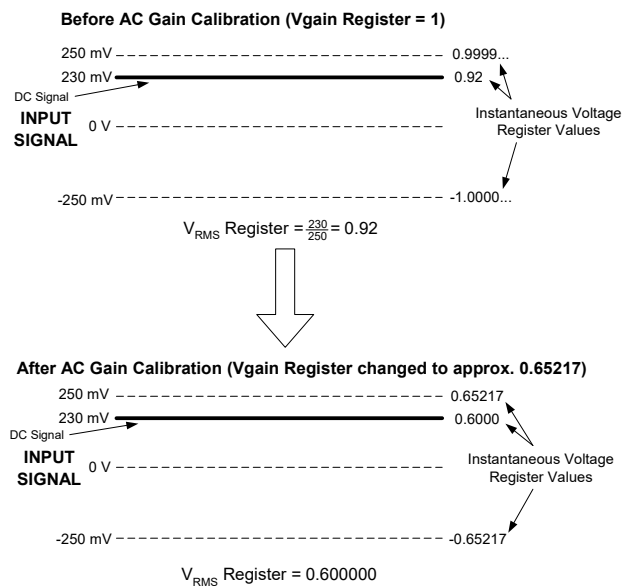 Before AC Gain Calibration (Vgain Register = 1)
250 mV 0.9999...
230 mV 0.92
DC Signal
INPUT
SIGNAL
0 V
Instantaneous Voltage
Register Values
-250 mV -1.0000...
VRMS Register = 230/250 = 0.92
After AC Gain Calibration (Vgain Register changed to approx. 0.65217)
250 mV 0.65217
230 mV 0.6000
DC Signal
INPUT
SIGNAL
0 V
Instantaneous Voltage
Register Values
-250 mV -0.65217
VRMS Register = 0.600000